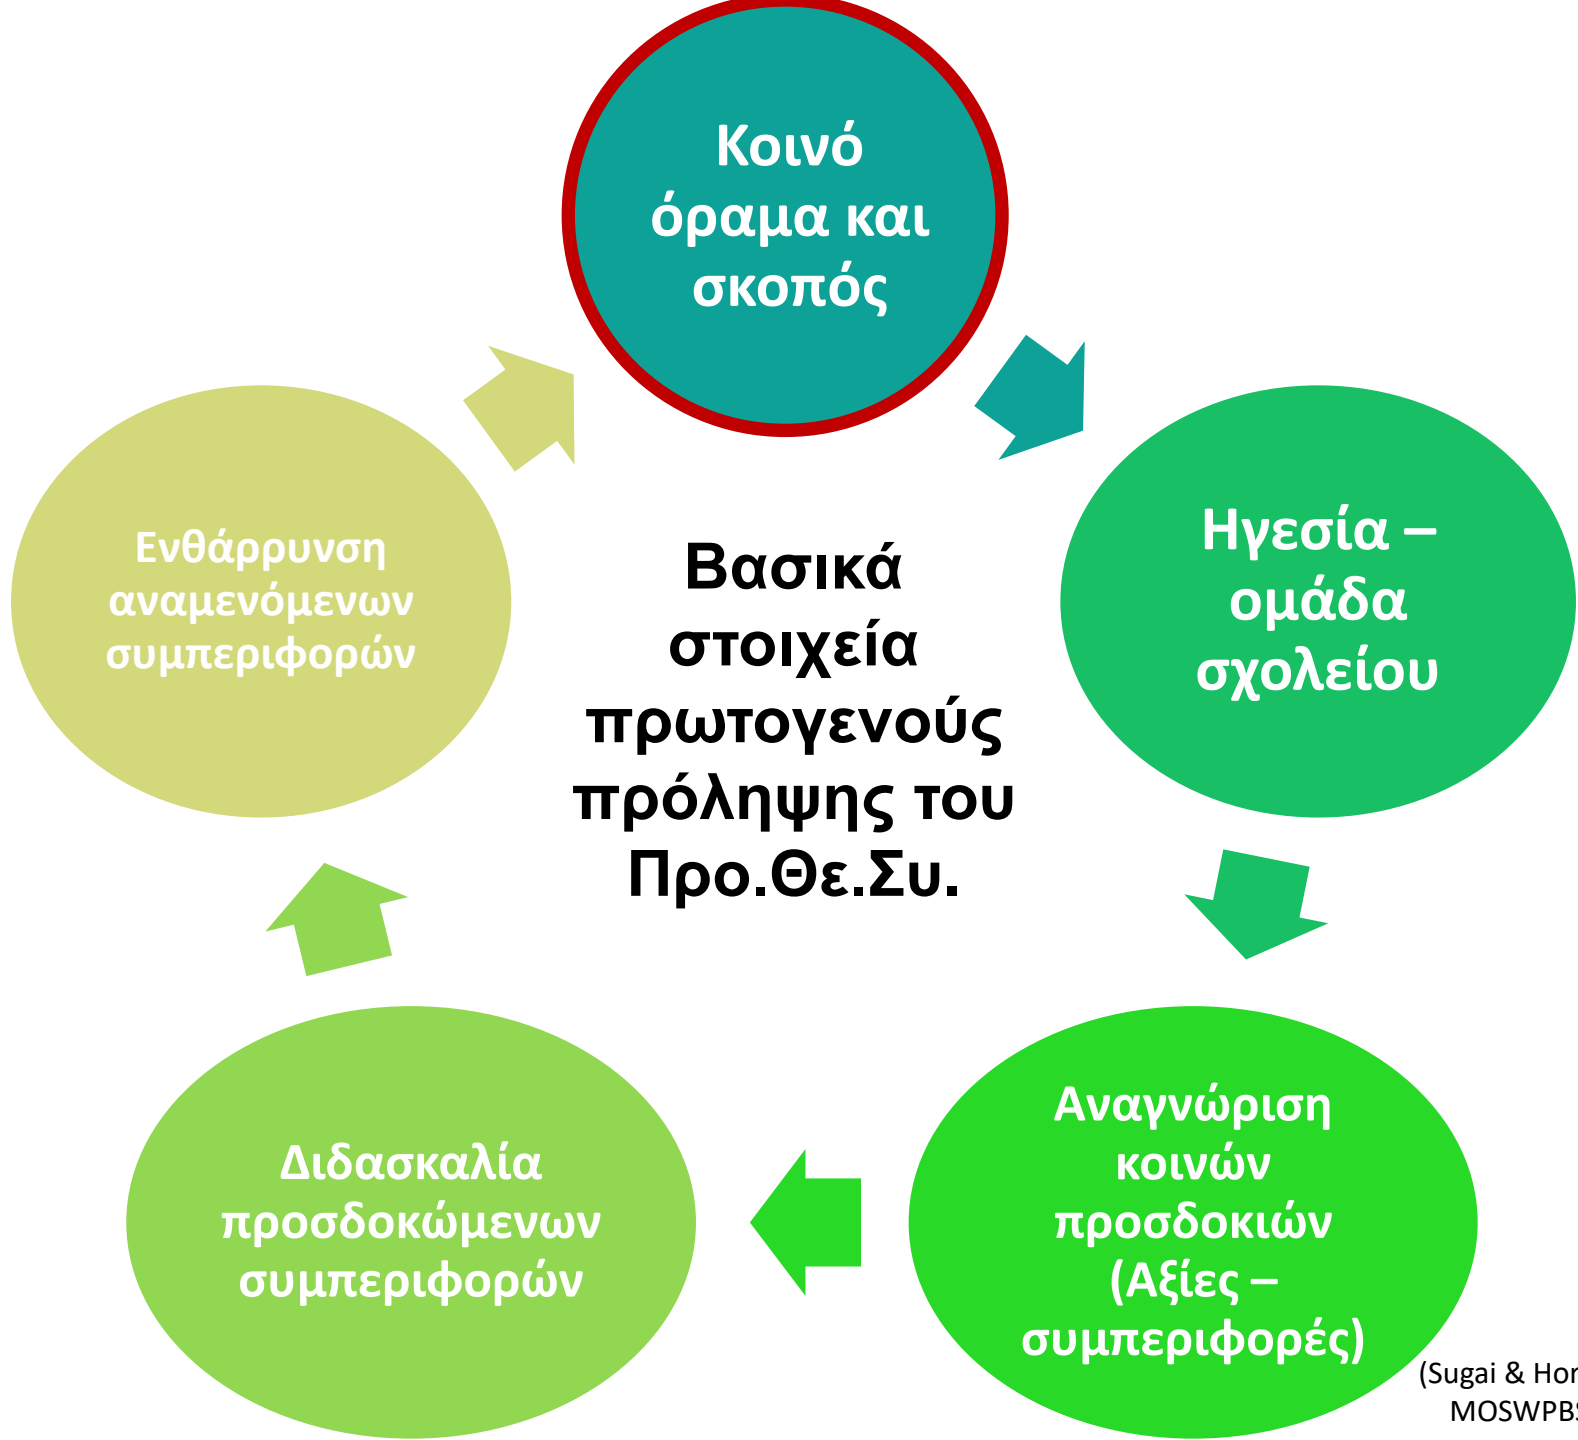 Κοινό
όραμα και
σκοπός
Ηγεσία –
ομάδα
σχολείου
Αναγνώριση
κοινών
προσδοκιών
(Αξίες –
συμπεριφορές)
Διδασκαλία
προσδοκώμενων
συμπεριφορών
Ενθάρρυνση
αναμενόμενων
συμπεριφορών
Βασικά
στοιχεία
πρωτογενούς
πρόληψης του
Προ.Θε.Συ.
(Sugai &